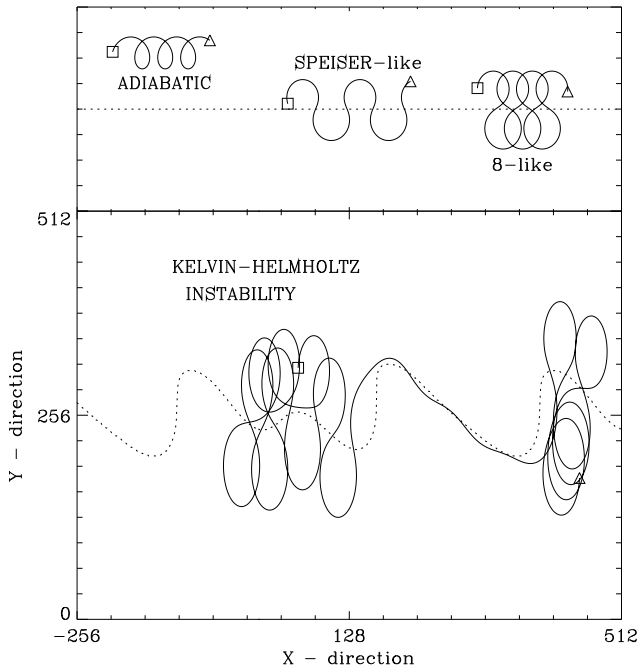 SPEISER-like
ADIABATIC
8-like
512
KELVIN-HELMHOLTZ
INSTABILITY
256
Y - direction
0
-256
128
512
X - direction